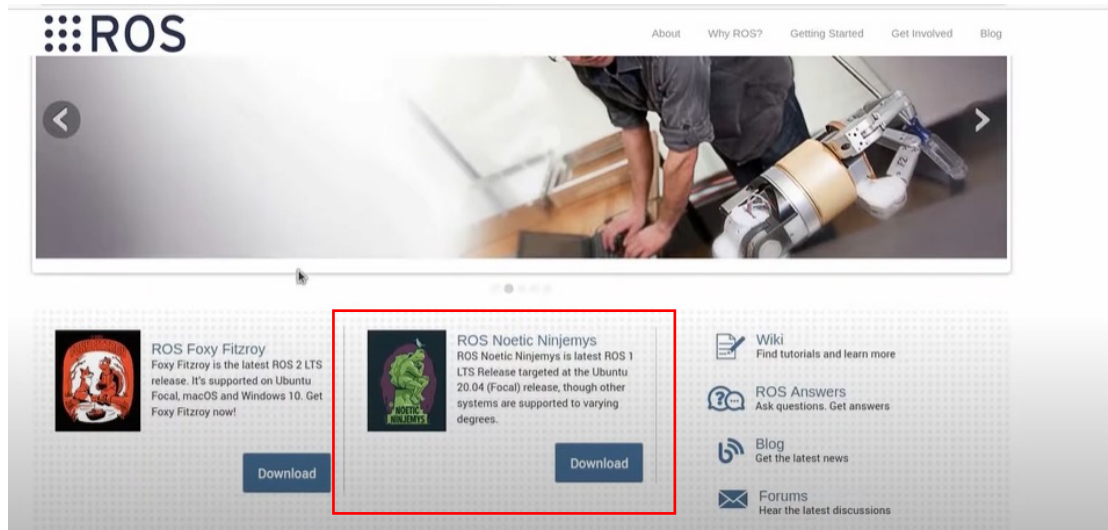 ROS
About Why ROS? Getting Started Get Involved Blog
ROS Foxy Fitzroy
Foxy Fitzroy is the latest ROS 2 LTS
release. It's supported on Ubuntu
Focal, macOS and Windows 10. Get
Foxy Fitzroy now!
Download
NOETIC
NINJEMYS
ROS Noetic Ninjemys
ROS Noetic Ninjemys is latest ROS 1
LTS Release targeted at the Ubuntu
20.04 (Focal) release, though other
systems are supported to varying
degrees.
Download
Wiki
Find tutorials and learn more
ROS Answers
Ask questions. Get answers
Blog
Get the latest news
Forums
Hear the latest discussions